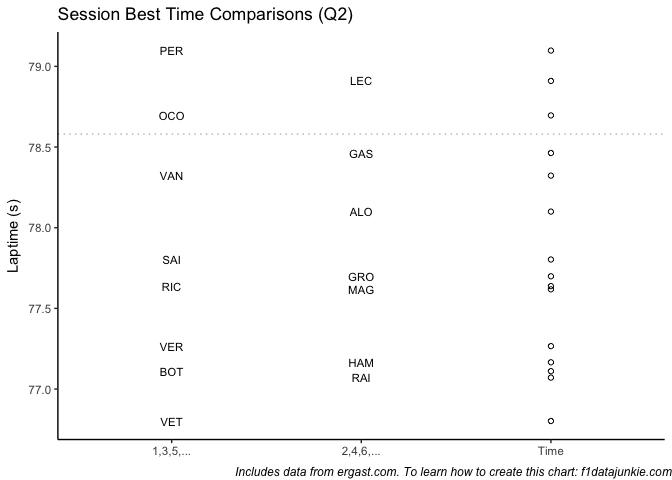 Session Best Time Comparisons (Q2)
PER
79.0
LEC
OCO
78.5
GAS
VAN
ALO
78.0
SAI
GRO
RIC
MAG
77.5
VER
HAM
BOT
RAI
77.0
VET
Laptime (s)
1,3,5,...
2,4,6,...
Time
Includes data from ergast.com. To learn how to create this chart: f1datajunkie.com